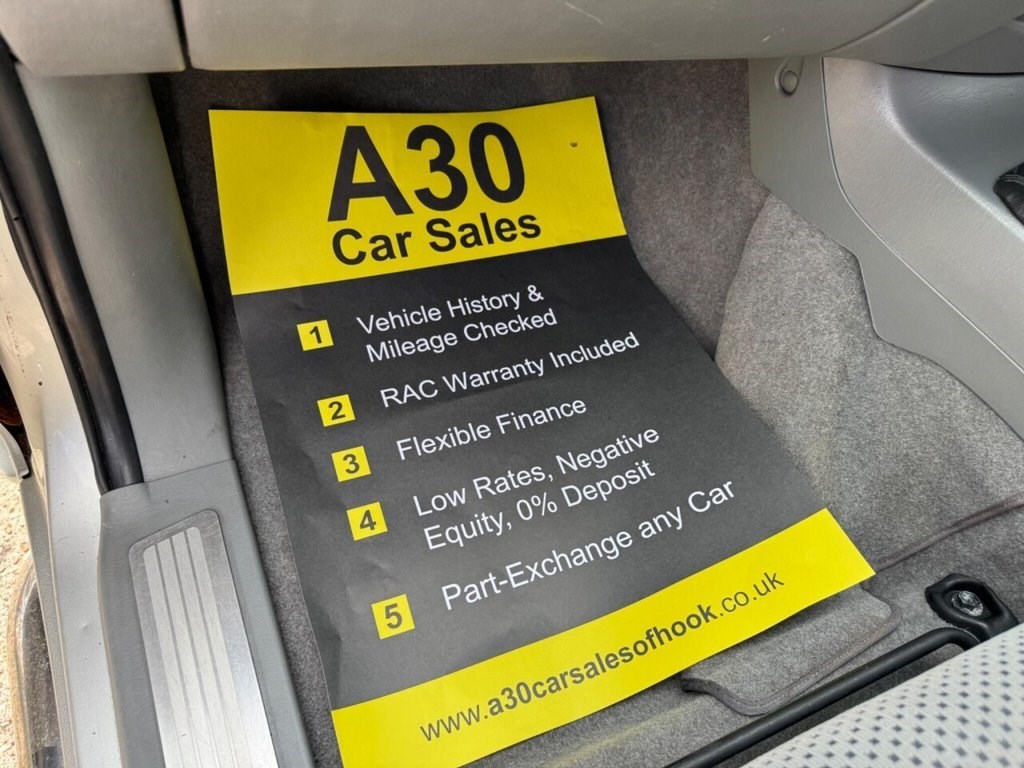 A30
Car Sales
1 Vehicle History &
Mileage Checked
2 RAC Warranty Included
3 Flexible Finance
4 Low Rates, Negative
Equity, 0% Deposit
5 Part-Exchange any Car
www.a30carsalesofhook.co.uk